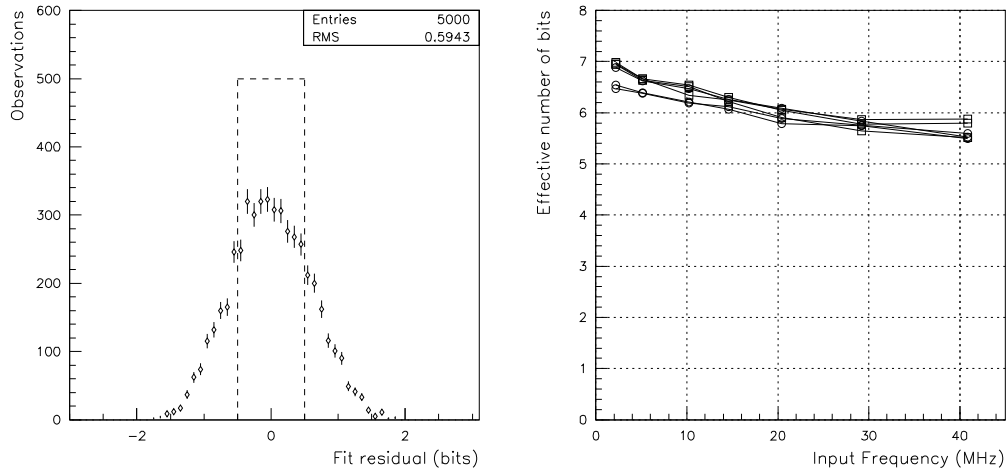 Observations
600
500
400
300
200
100
0
Entries 5000
RMS 0.5943
-2 0 2
Fit residual (bits)
Effective number of bits
8
7
6
5
4
3
2
1
0
0 10 20 30 40
Input Frequency (MHz)